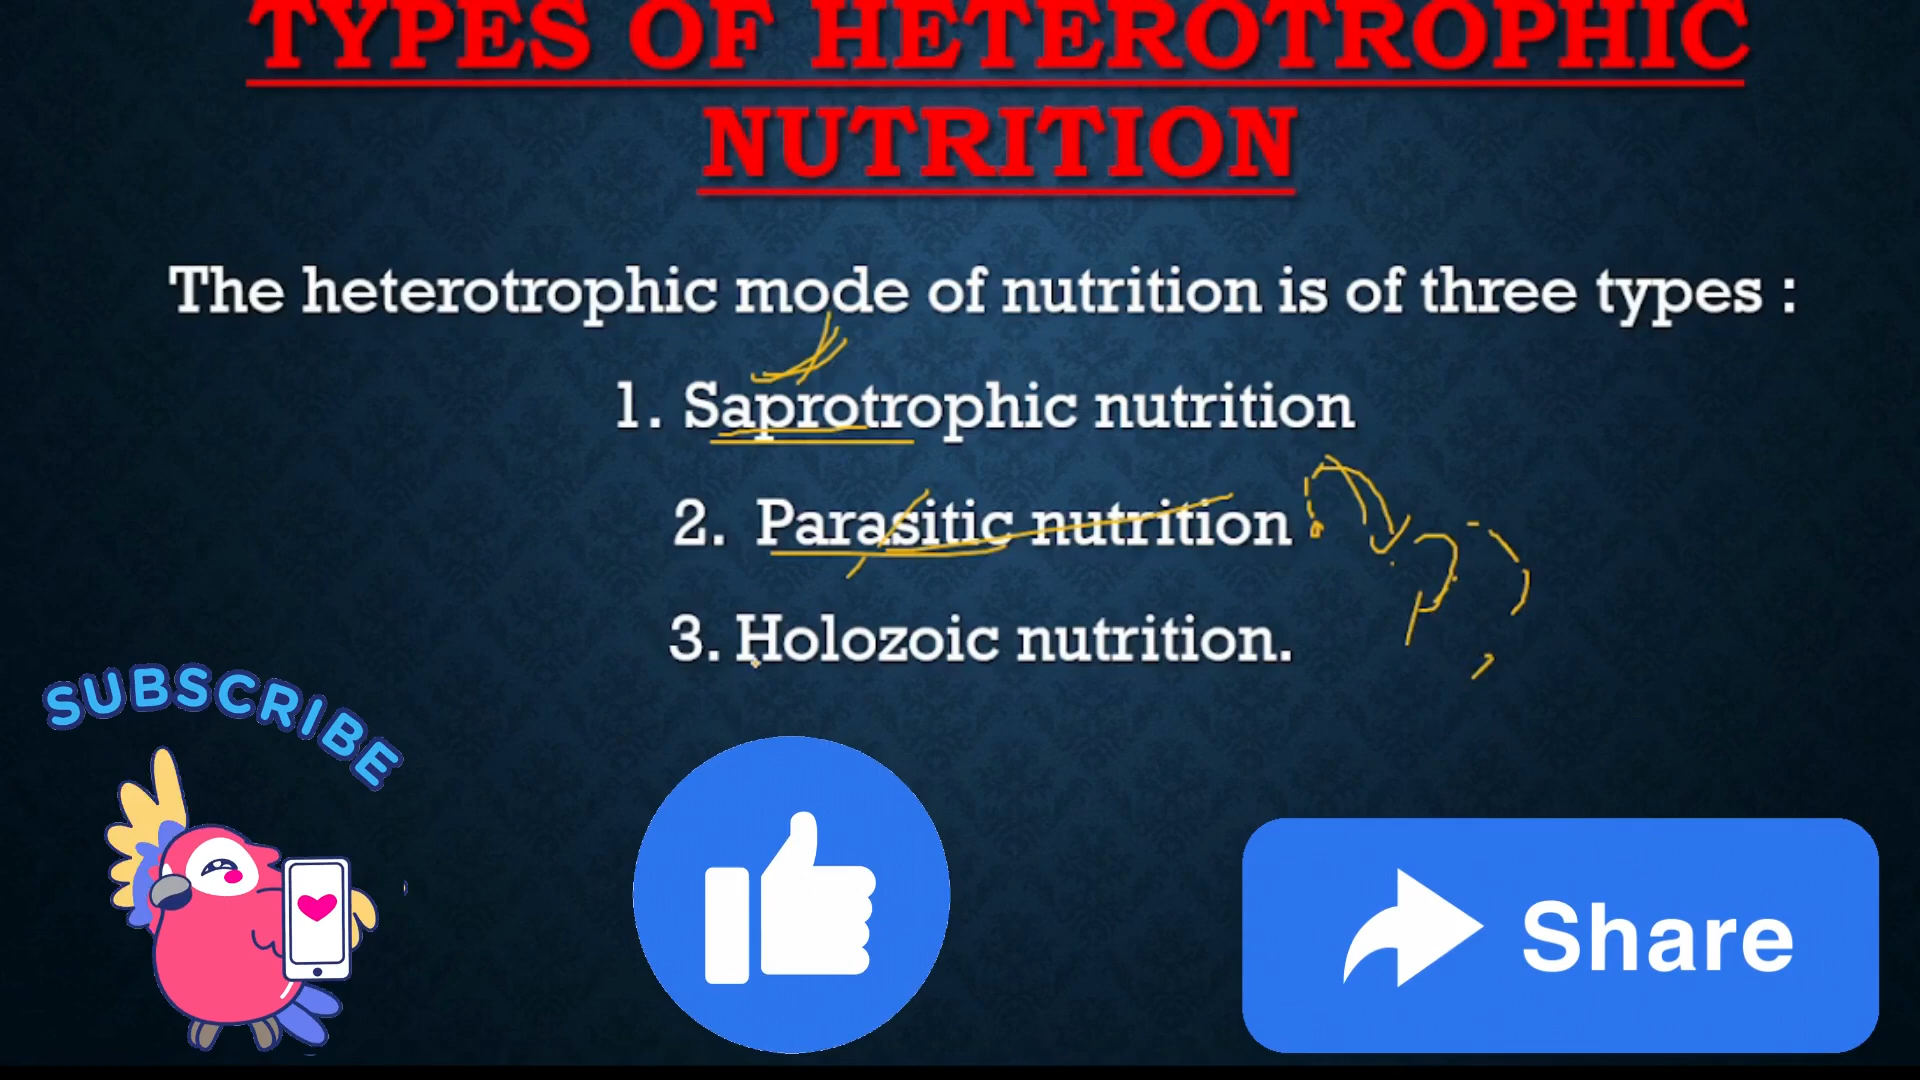 TYPES OF HETEROTROPHIC
NUTRITION
The heterotrophic mode of nutrition is of three types :
1. Saprotrophic nutrition
2. Parasitic nutrition
3. Holozoic nutrition.
SUBSCRIBE
Share